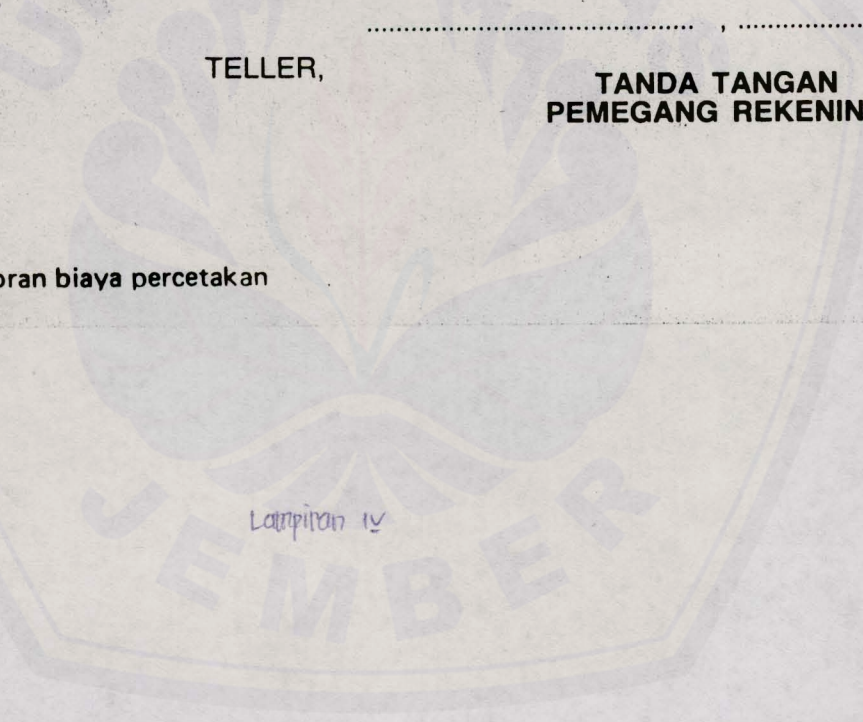 ........................................................ , ......................
TELLER,
TANDA TANGAN
PEMEGANG REKENIN
oran biaya percetakan
Lampiran IV
JEMBER